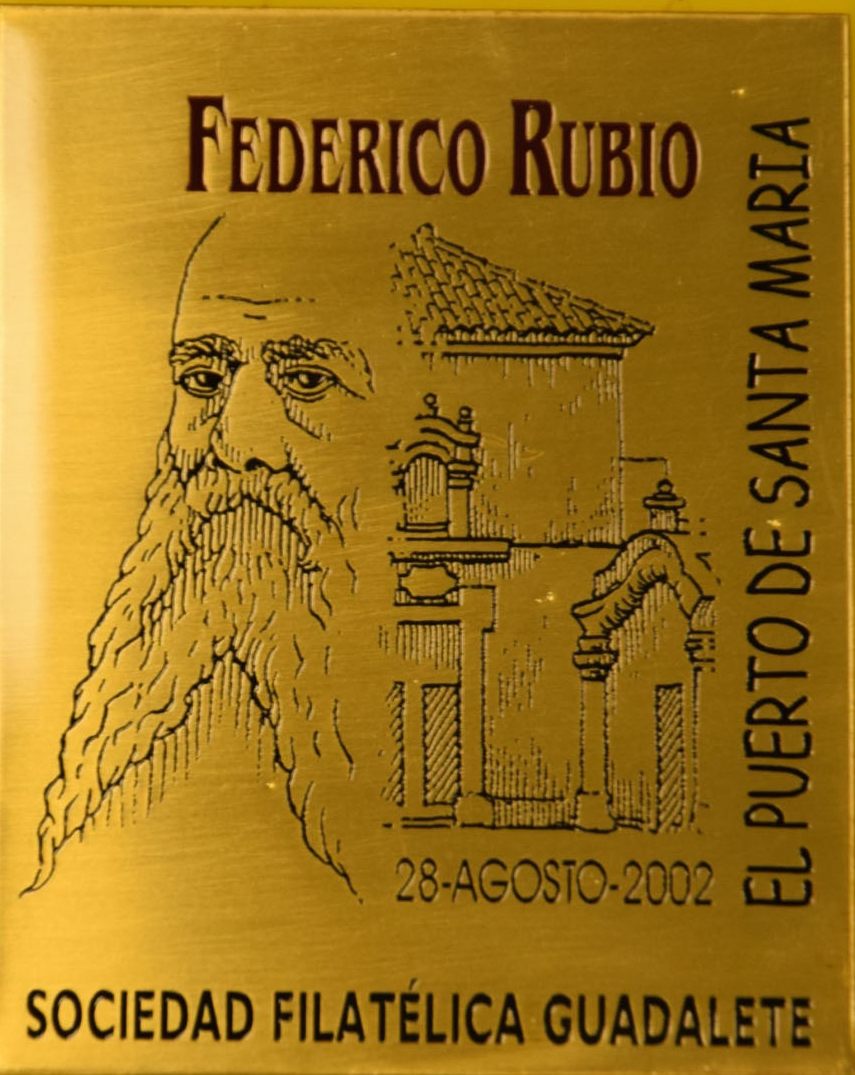 FEDERICO RUBIO
EL PUERTO DE SANTA MARIA
28-AGOSTO-2002
SOCIEDAD FILATÉLICA GUADALETE